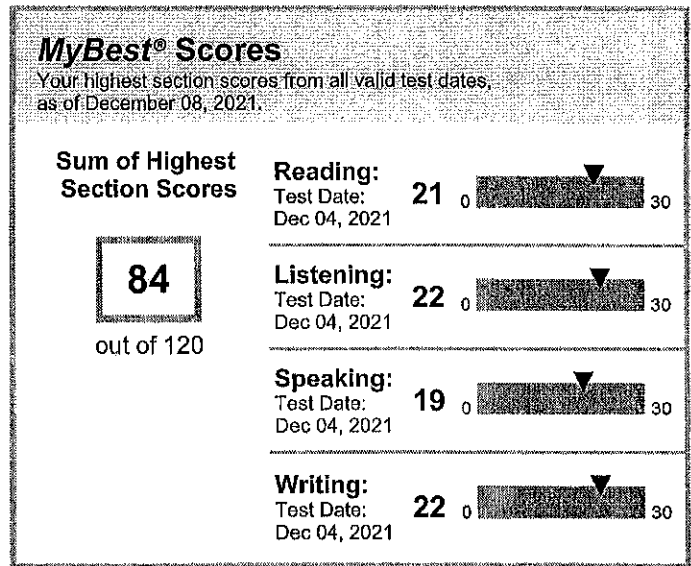 MyBest® Scores
Your highest section scores from all valid test dates,
as of December 08, 2021.
Sum of Highest
Section Scores
84
out of 120
Reading:
Test Date:
Dec 04, 2021
21
0
30
Listening:
Test Date:
Dec 04, 2021
22
0
30
Speaking:
Test Date:
Dec 04, 2021
19
0
30
Writing:
Test Date:
Dec 04, 2021
22
0
30